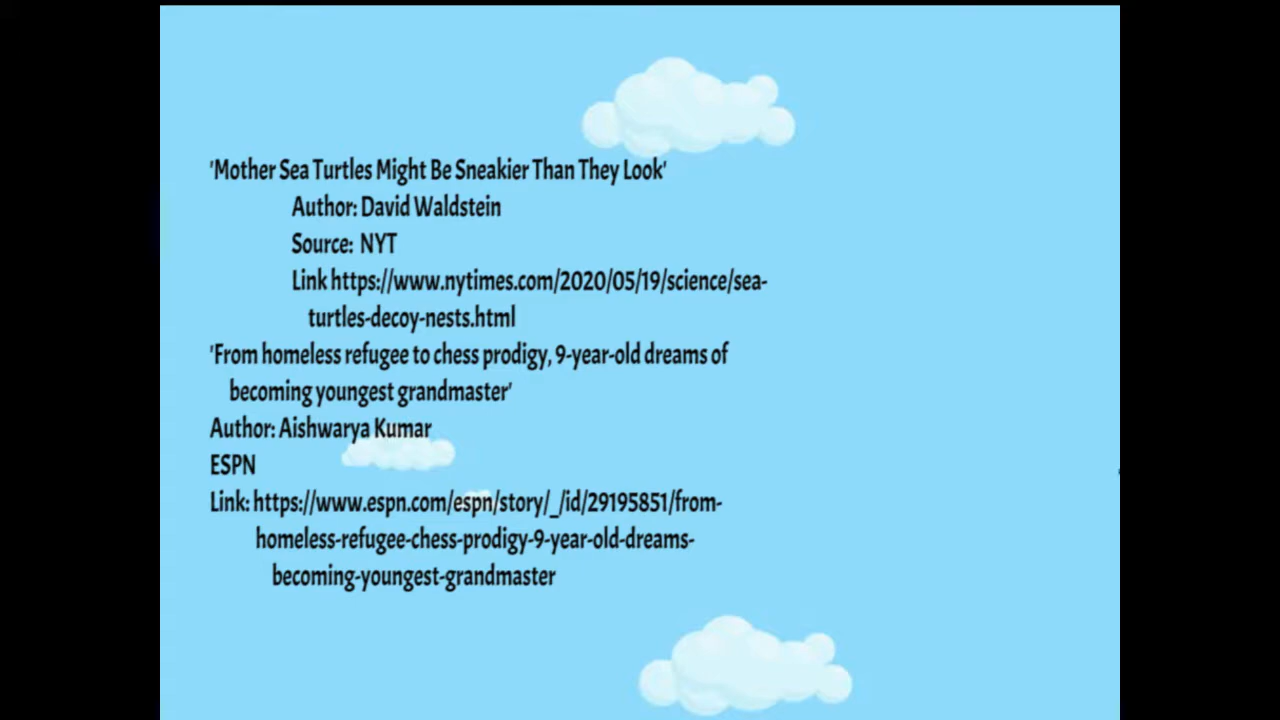 'Mother Sea Turtles Might Be Sneakier Than They Look'
Author: David Waldstein
Source: NYT
Link https://www.nytimes.com/2020/05/19/science/sea-
turtles-decoy-nests.html
'From homeless refugee to chess prodigy, 9-year-old dreams of
becoming youngest grandmaster'
Author: Aishwarya Kumar
ESPN
Link: https://www.espn.com/espn/story/_/id/29195851/from-
homeless-refugee-chess-prodigy-9-year-old-dreams-
becoming-youngest-grandmaster